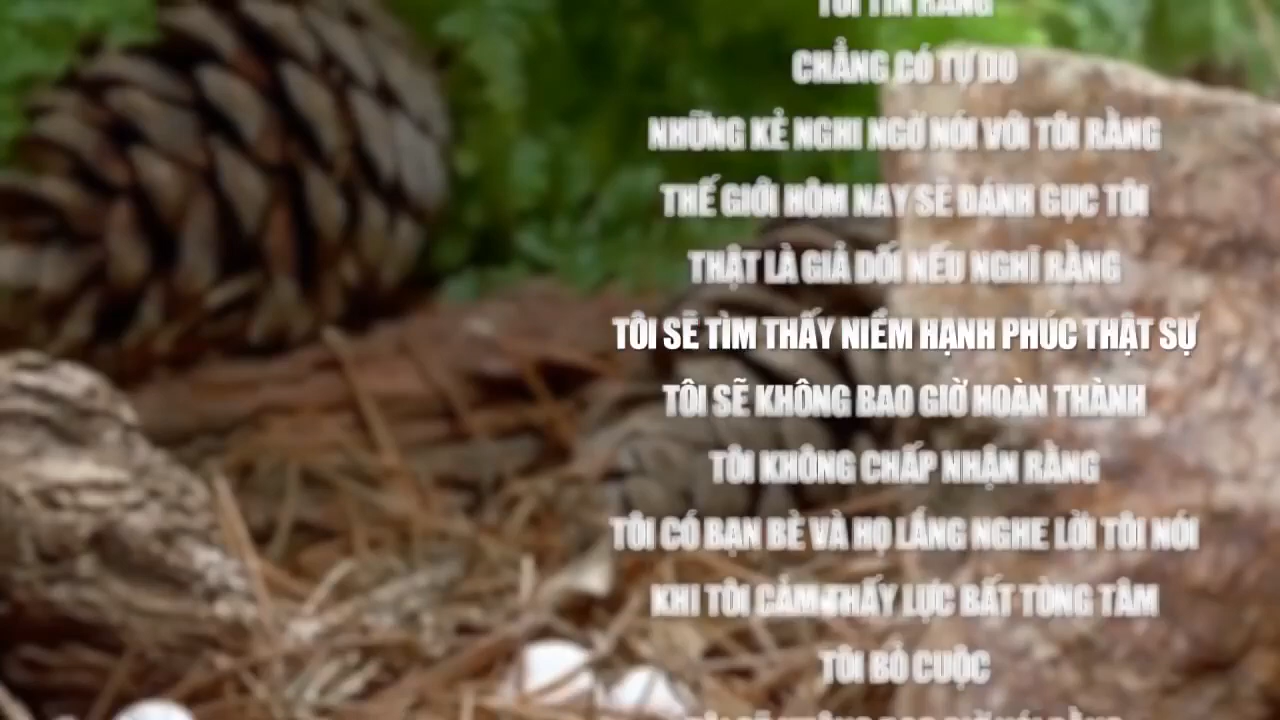 TÔI TIN RẰNG
CHẲNG CÓ TỰ DO
NHỮNG KẺ NGHI NGỜ NÓI VỚI TÔI RẰNG
THẾ GIỚI HÔM NAY SẼ ĐÁNH GỤC TÔI
THẬT LÀ GIẢ DỐI NẾU NGHĨ RẰNG
TÔI SẼ TÌM THẤY NIỀM HẠNH PHÚC THẬT SỰ
TÔI SẼ KHÔNG BAO GIỜ HOÀN THÀNH
TÔI KHÔNG CHẤP NHẬN RẰNG
TÔI CÓ BẠN BÈ VÀ HỌ LẮNG NGHE LỜI TÔI NÓI
KHI TÔI CẢM THẤY LỰC BẤT TÒNG TÂM
TÔI BỎ CUỘC